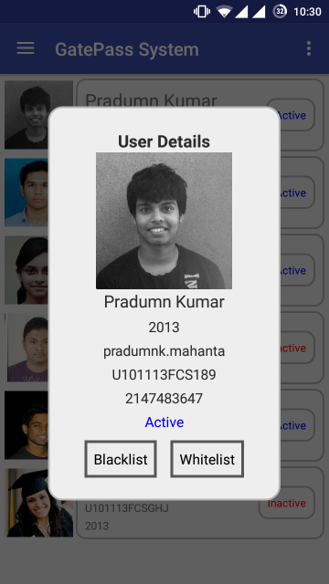 32
10:30
GatePass System
Pradumn Kumar
Active
User Details
Active
Pradumn Kumar
2013
Active
pradumnk.mahanta
U101113FCS189
Inactive
2147483647
Active
Active
Blacklist
Whitelist
U101113FCSGHJ
Inactive
2013